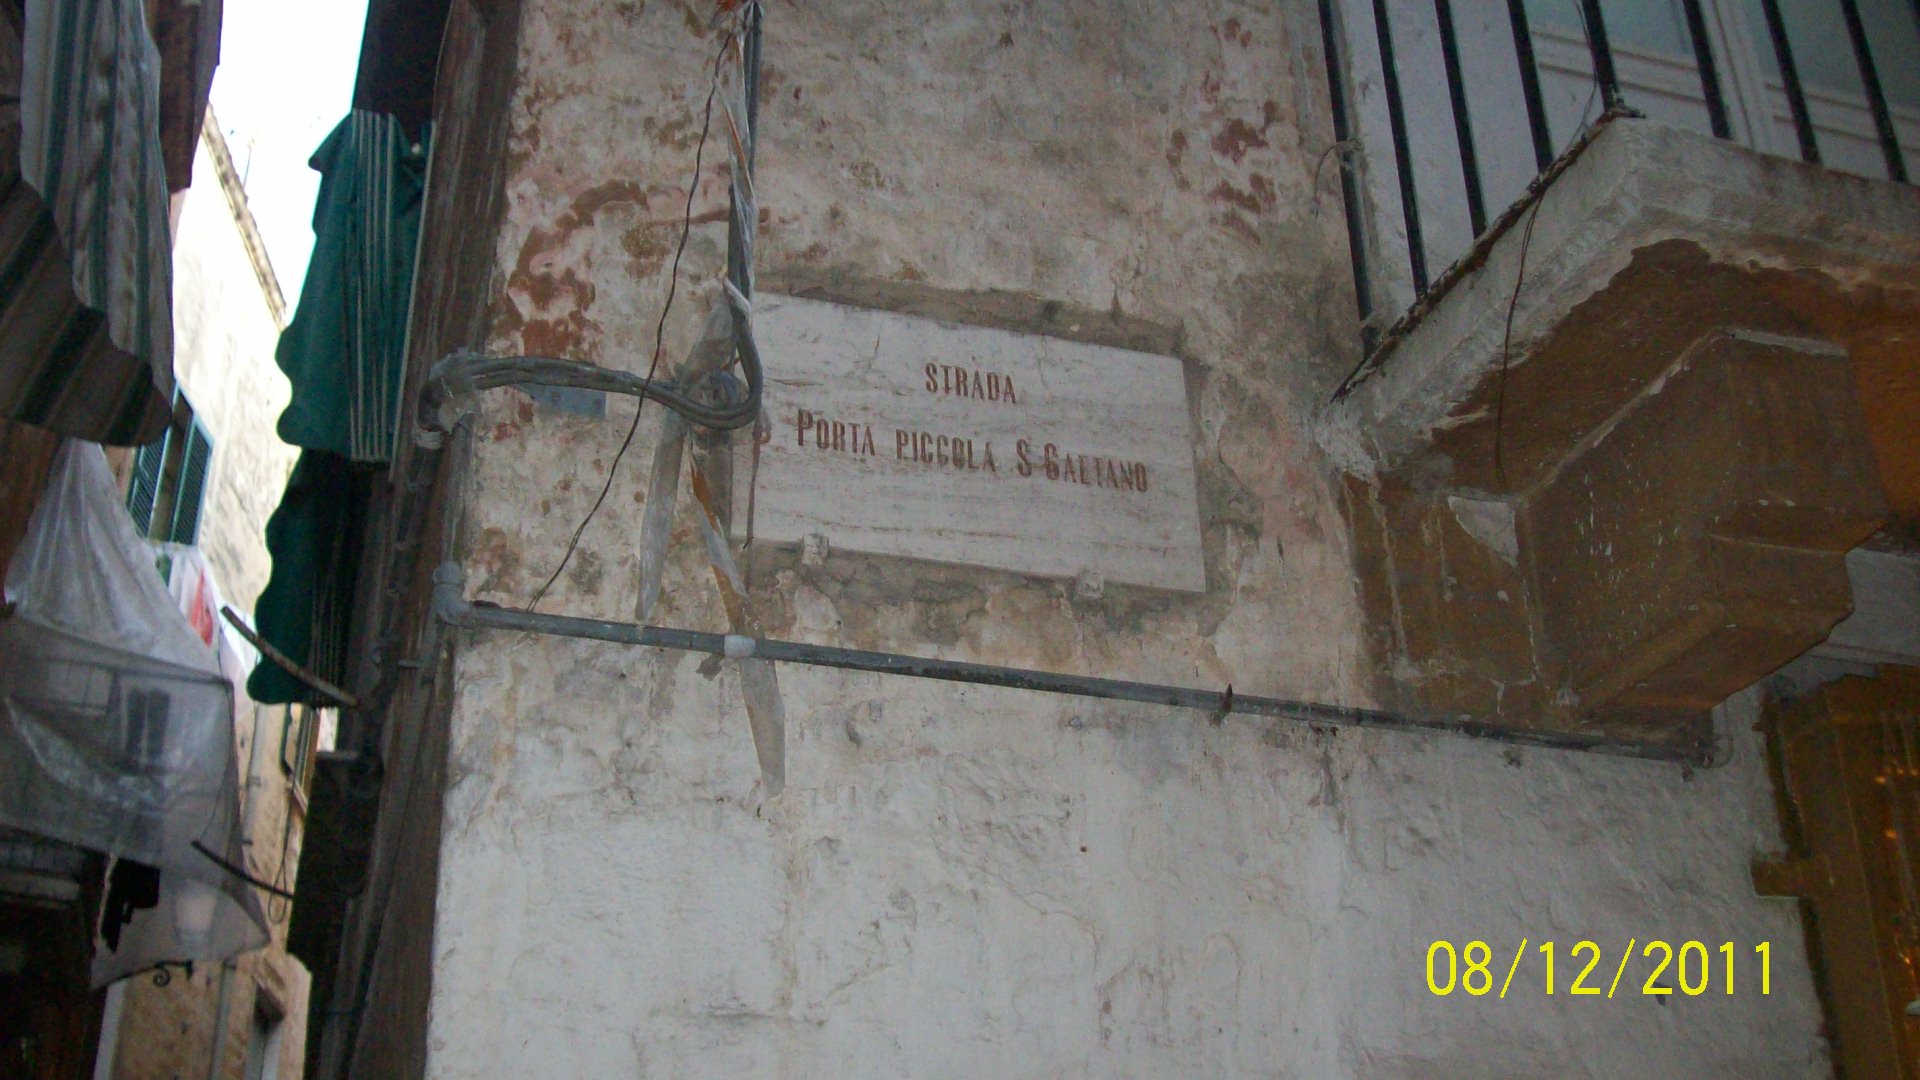 STRADA
PORTA PICCOLA S. GAETANO
08/12/2011